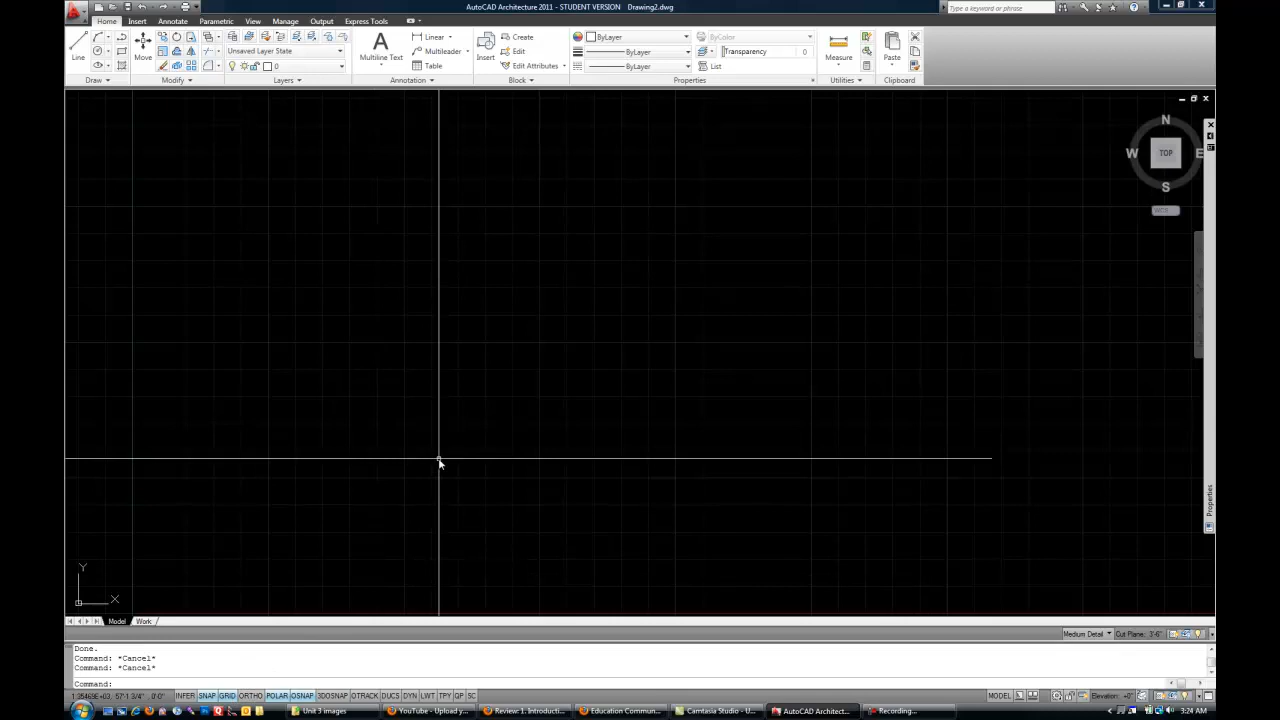 AutoCAD Architecture 2011 - STUDENT VERSION Drawing2.dwg
Type a keyword or phrase
Home Insert Annotate Parametric View Manage Output Express Tools
Line Move Unsaved Layer State Multiline Text Linear Insert Create ByLayer ByColor Measure Paste
Multileader Edit Transparency 0
0 Table Edit Attributes ByLayer List
Draw Modify Layers Annotation Block Properties Utilities Clipboard
N
W TOP E
S
WCS
Properties
Y
X
Model Work
Medium Detail Cut Plane: 3'-6"
Done.
Command: *Cancel*
Command: *Cancel*
Command:
INFER SNAP GRID ORTHO POLAR OSNAP 3DOSNAP OTRACK DUCS DYN LWT TPY QP SC MODEL Elevation: +0"
Unit 3 images YouTube - Upload y... Review: 1. Introducti... Education Commun... Camtasia Studio - U... AutoCAD Architect... Recording... 3:24 AM